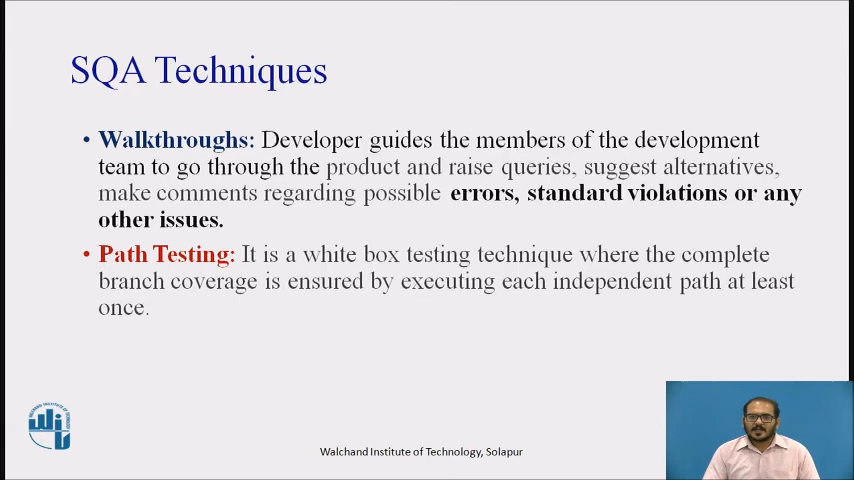 SQA Techniques
• Walkthroughs: Developer guides the members of the development
team to go through the product and raise queries, suggest alternatives,
make comments regarding possible errors, standard violations or any
other issues.
• Path Testing: It is a white box testing technique where the complete
branch coverage is ensured by executing each independent path at least
once.
Walchand Institute of Technology, Solapur